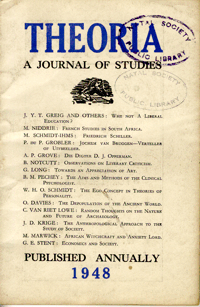 THEORIA
A JOURNAL OF STUDIES
SOCIETY
PUBLIC LIBRARY
J. Y. T. GREIG AND OTHERS : WHY NOT A LIBERAL
EDUCATION ?
M. NIDDRIE : FRENCH STUDIES IN SOUTH AFRICA.
M. SCHMIDT-IHMS : FRIEDRICH SCHILLER.
P. DU P. GROBLER : JOCHEM VAN BRUGGEN—VERTELLER
OF UITBEELDER.
A. P. GROVE : DIE DIGTER D. J. OPPERMAN.
B. NOTCUTT : OBSERVATIONS ON LITERARY CRITICISM.
G. LONG : TOWARDS AN APPRECIATION OF ART.
H. M. PECHEY : THE AIMS AND METHODS OF THE CLINICAL
PSYCHOLOGIST.
W. H. O. SCHMIDT : THE EGO CONCEPT IN THEORIES OF
PERSONALITY.
O. DAVIES : THE DEPOPULATION OF THE ANCIENT WORLD.
C. VAN RIET LOWE : RANDOM THOUGHTS ON THE NATURE
AND FUTURE OF ARCHAEOLOGY.
J. D. KRIGE : THE ANTHROPOLOGICAL APPROACH TO THE
STUDY OF SOCIETY.
M. MARWICK : AFRICAN WITCHCRAFT AND ANXIETY LOAD.
G. E. STENT : ECONOMICS AND SOCIETY.
PUBLISHED ANNUALLY
1948